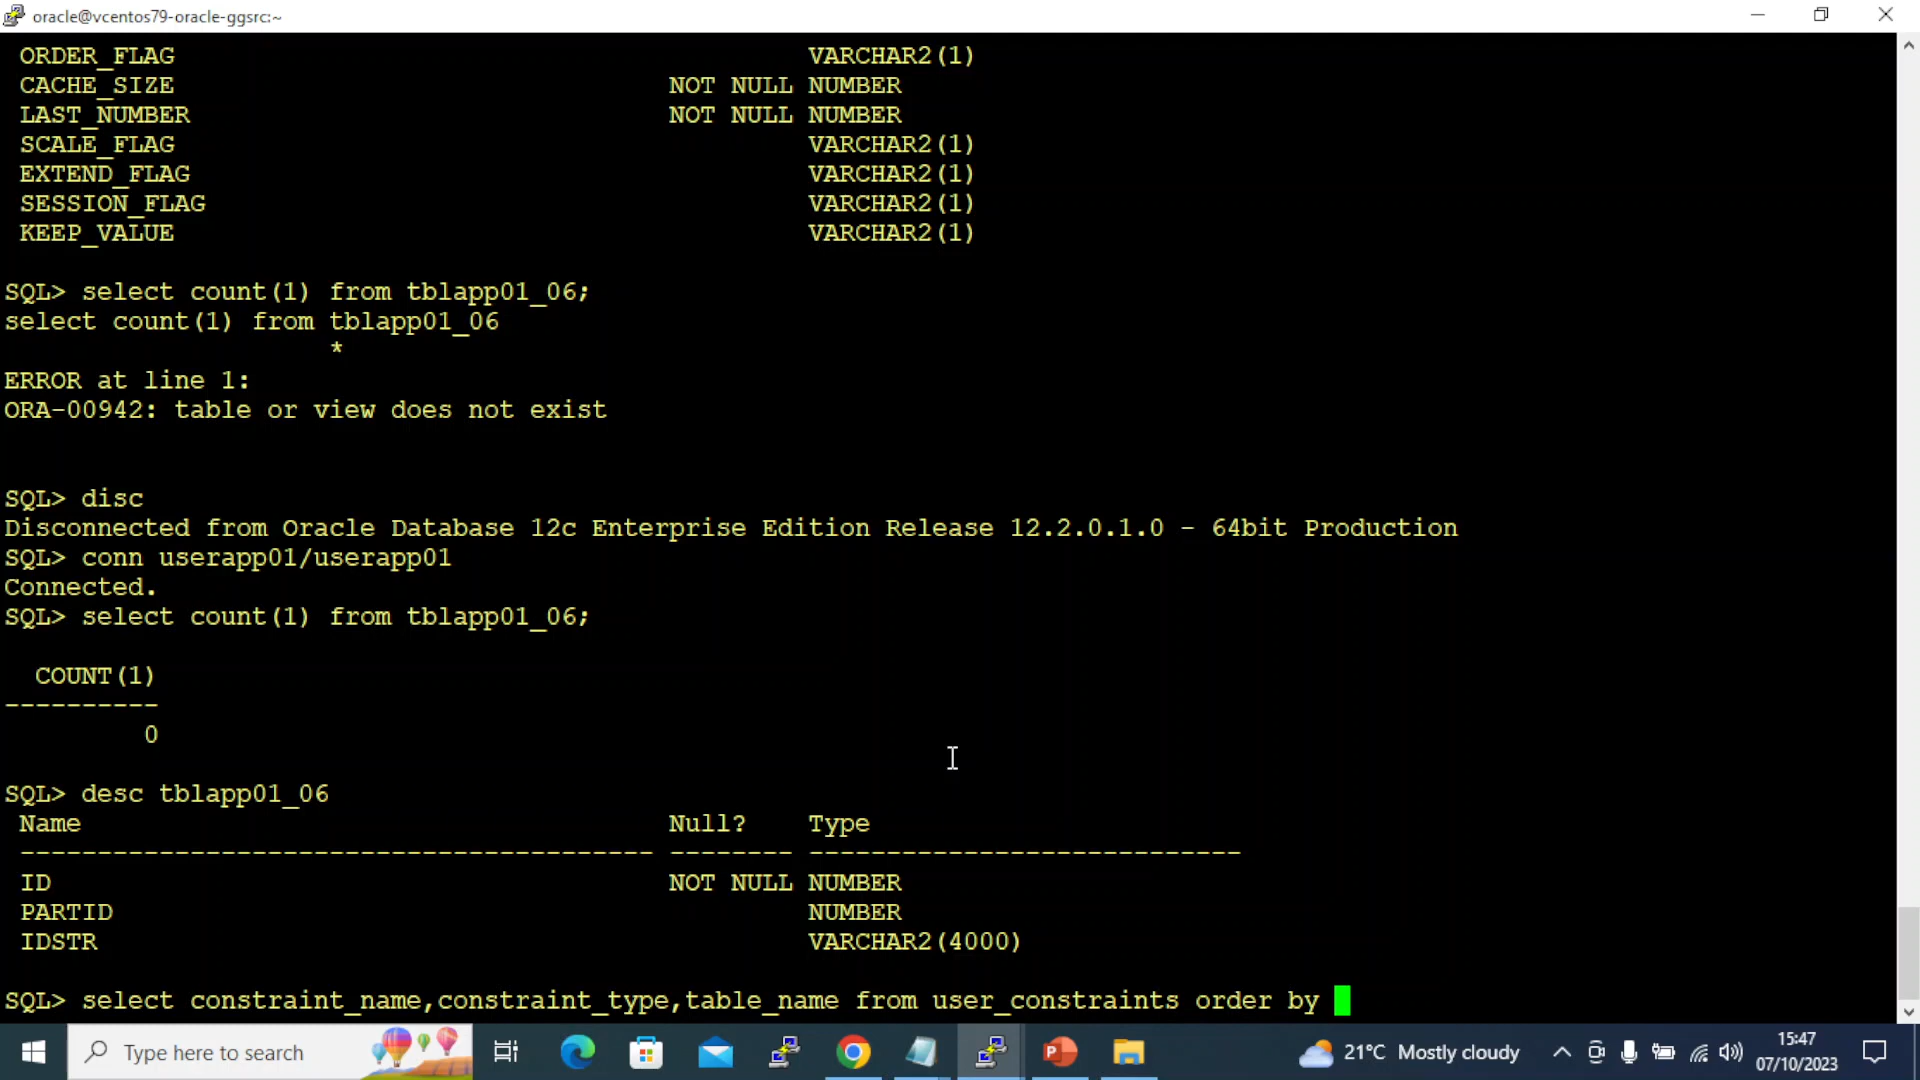 oracle@vcentos79-oracle-ggsrc:~
ORDER_FLAG VARCHAR2(1)
CACHE_SIZE NOT NULL NUMBER
LAST_NUMBER NOT NULL NUMBER
SCALE_FLAG VARCHAR2(1)
EXTEND_FLAG VARCHAR2(1)
SESSION_FLAG VARCHAR2(1)
KEEP_VALUE VARCHAR2(1)
SQL> select count(1) from tblapp01_06;
select count(1) from tblapp01_06
*
ERROR at line 1:
ORA-00942: table or view does not exist
SQL> disc
Disconnected from Oracle Database 12c Enterprise Edition Release 12.2.0.1.0 - 64bit Production
SQL> conn userapp01/userapp01
Connected.
SQL> select count(1) from tblapp01_06;
COUNT(1)
----------
0
SQL> desc tblapp01_06
Name Null? Type
----------------------------------------- -------- ----------------------------
ID NOT NULL NUMBER
PARTID NUMBER
IDSTR VARCHAR2(4000)
SQL> select constraint_name,constraint_type,table_name from user_constraints order by
Type here to search
21°C Mostly cloudy
15:47
07/10/2023